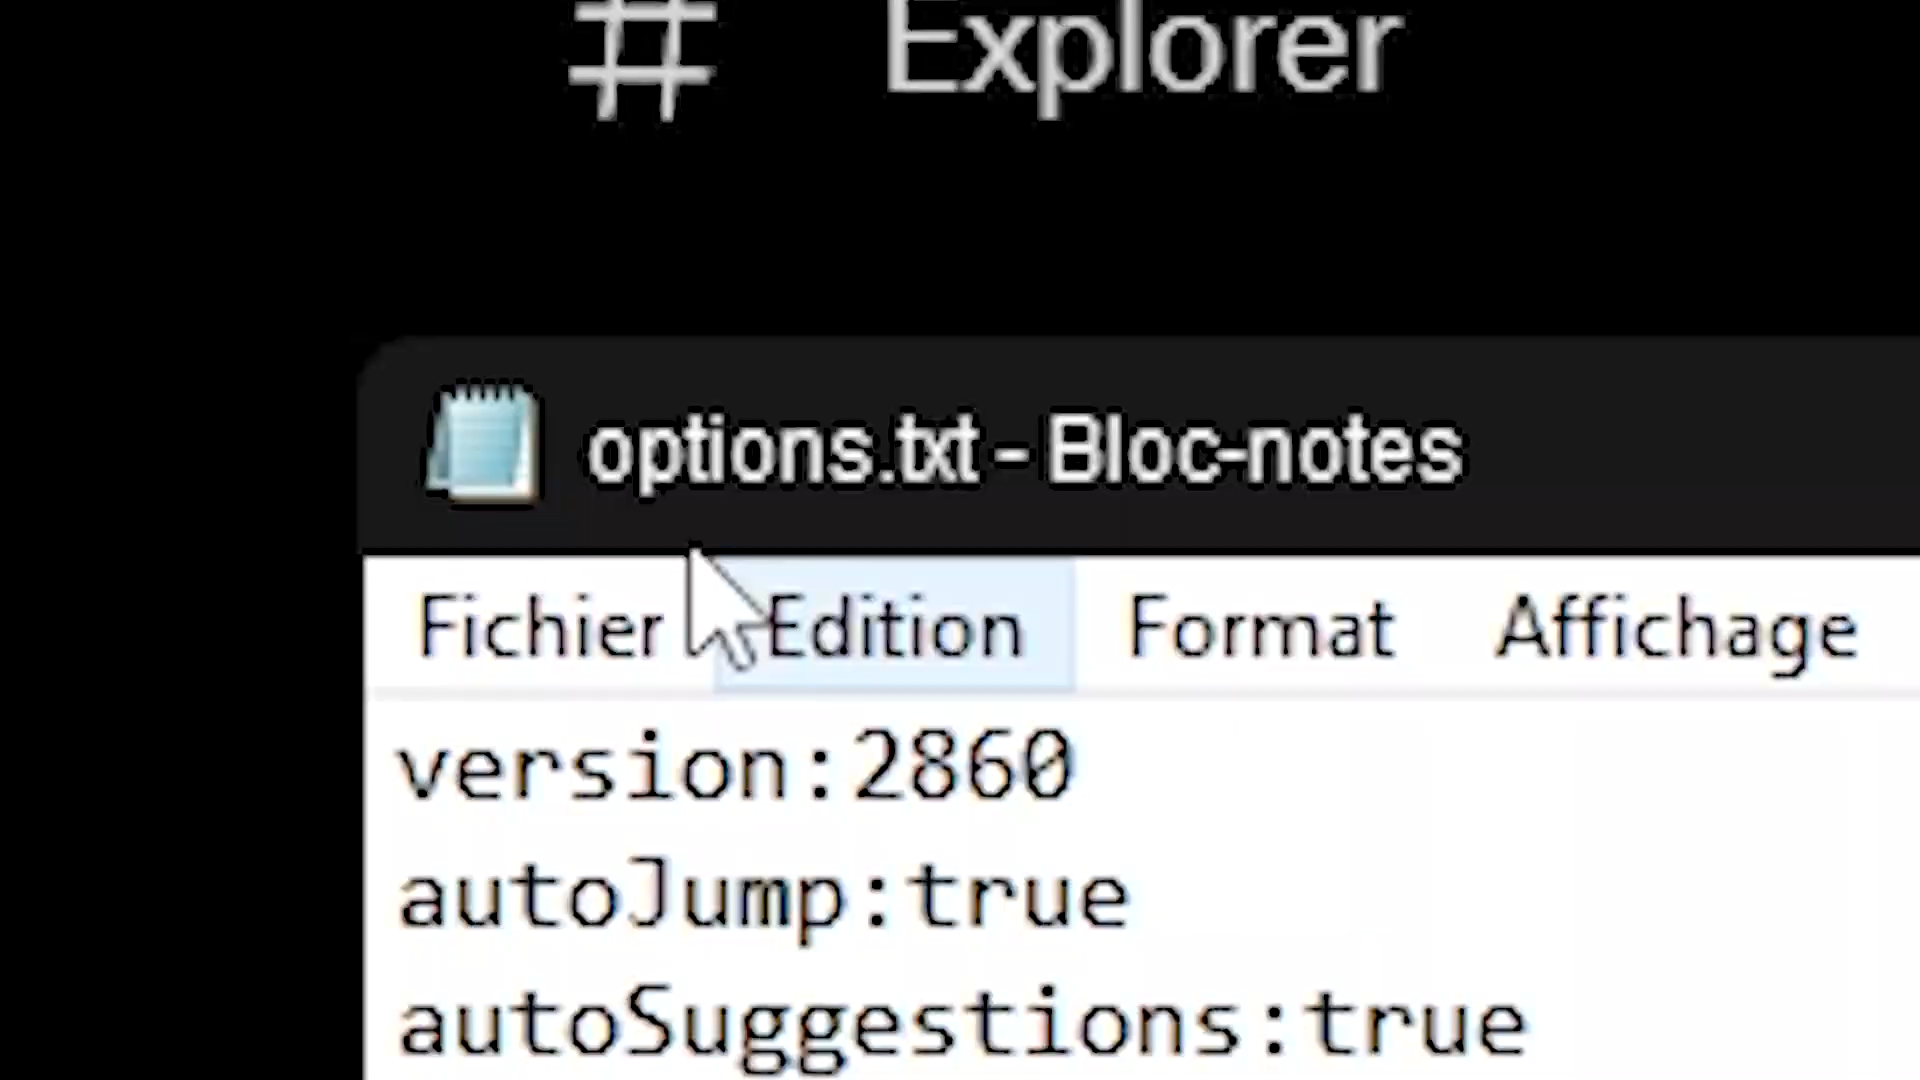 # Explorer
options.txt - Bloc-notes
Fichier Edition Format Affichage
version:2860
autoJump:true
autoSuggestions:true